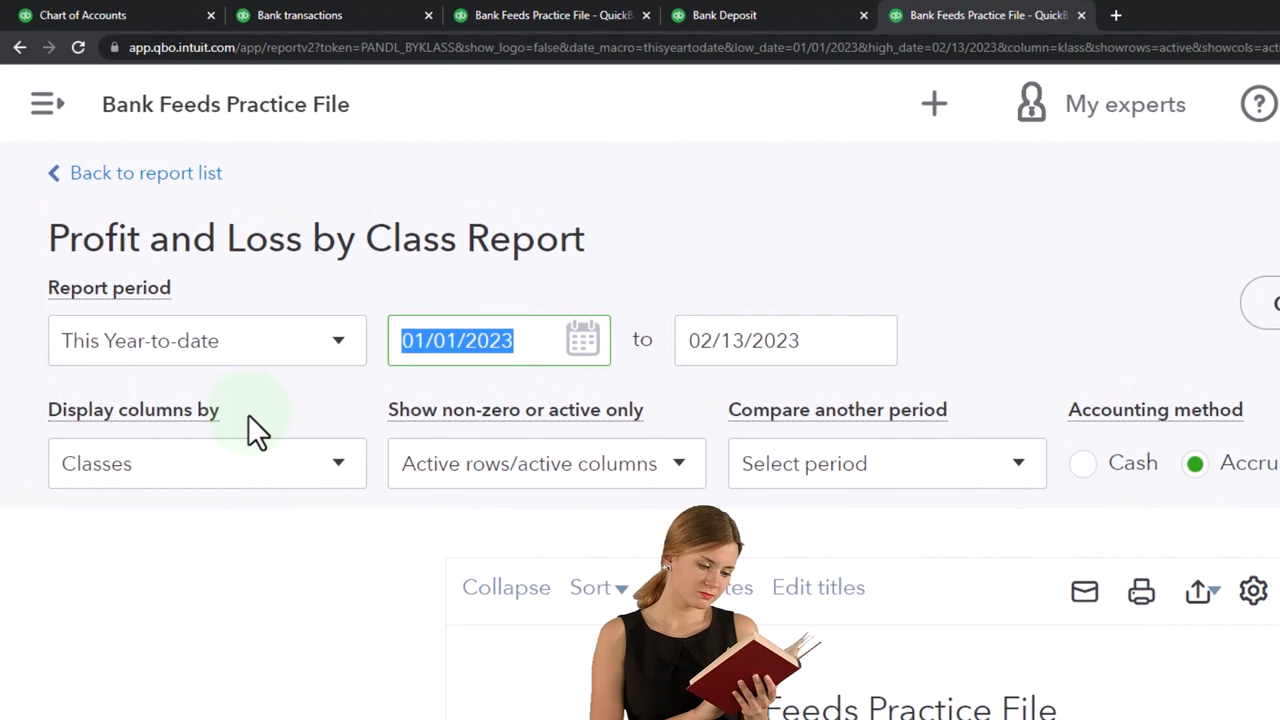 Chart of Accounts
Bank transactions
Bank Feeds Practice File - QuickB
Bank Deposit
Bank Feeds Practice File - QuickB
app.qbo.intuit.com/app/reportv2?token=PANDL_BYKLASS&show_logo=false&date_macro=thisyeartodate&low_date=01/01/2023&high_date=02/13/2023&column=klass&showrows=active&showcols=acti
Bank Feeds Practice File
My experts
Back to report list
Profit and Loss by Class Report
Report period
This Year-to-date
01/01/2023
to
02/13/2023
Display columns by
Show non-zero or active only
Compare another period
Accounting method
Classes
Active rows/active columns
Select period
Cash
Accru
Collapse
Sort
tes
Edit titles
Feeds Practice File